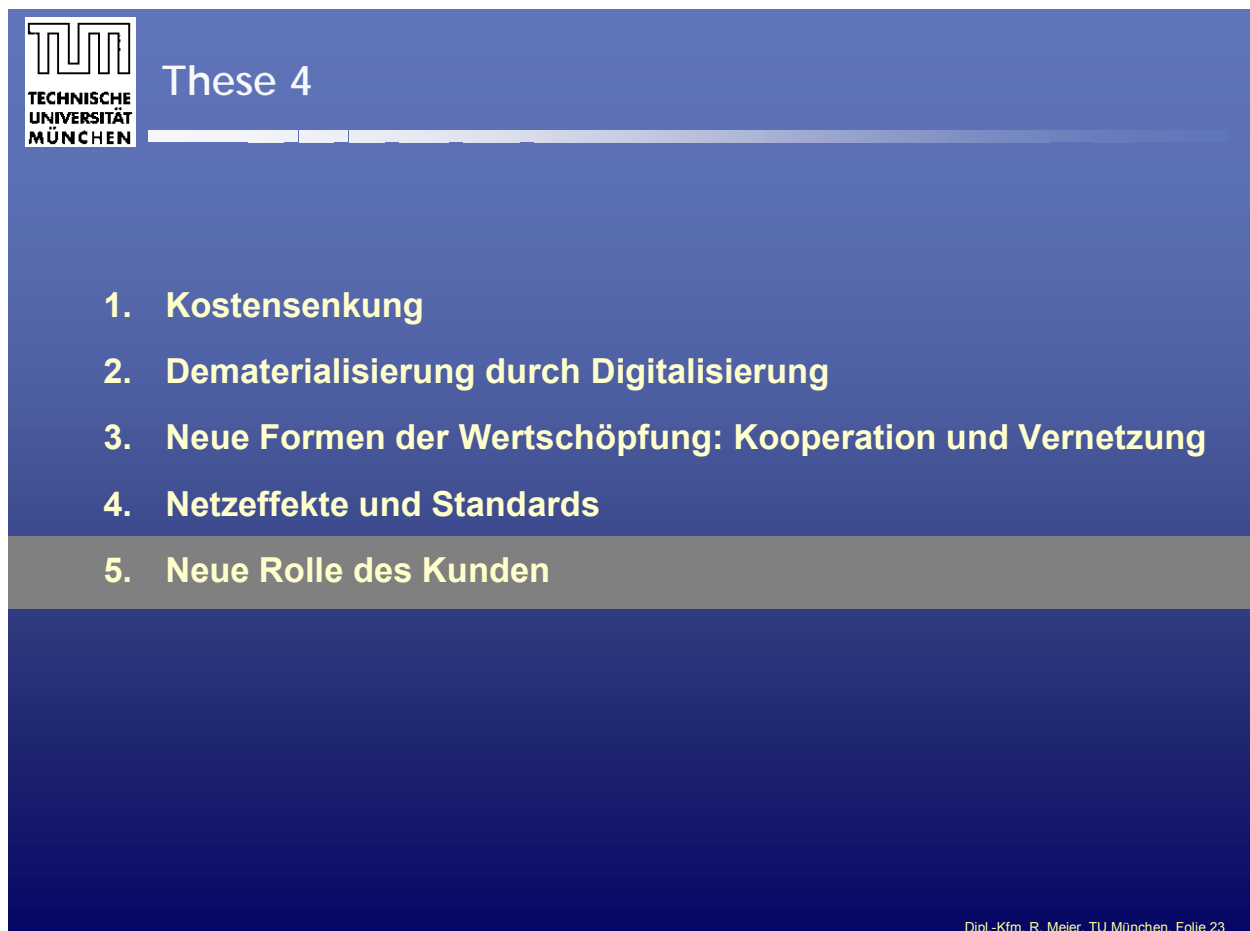 TECHNISCHE
UNIVERSITÄT
MÜNCHEN
These 4
1. Kostensenkung
2. Dematerialisierung durch Digitalisierung
3. Neue Formen der Wertschöpfung: Kooperation und Vernetzung
4. Netzeffekte und Standards
5. Neue Rolle des Kunden
Dipl.-Kfm. R. Meier, TU München, Folie 23